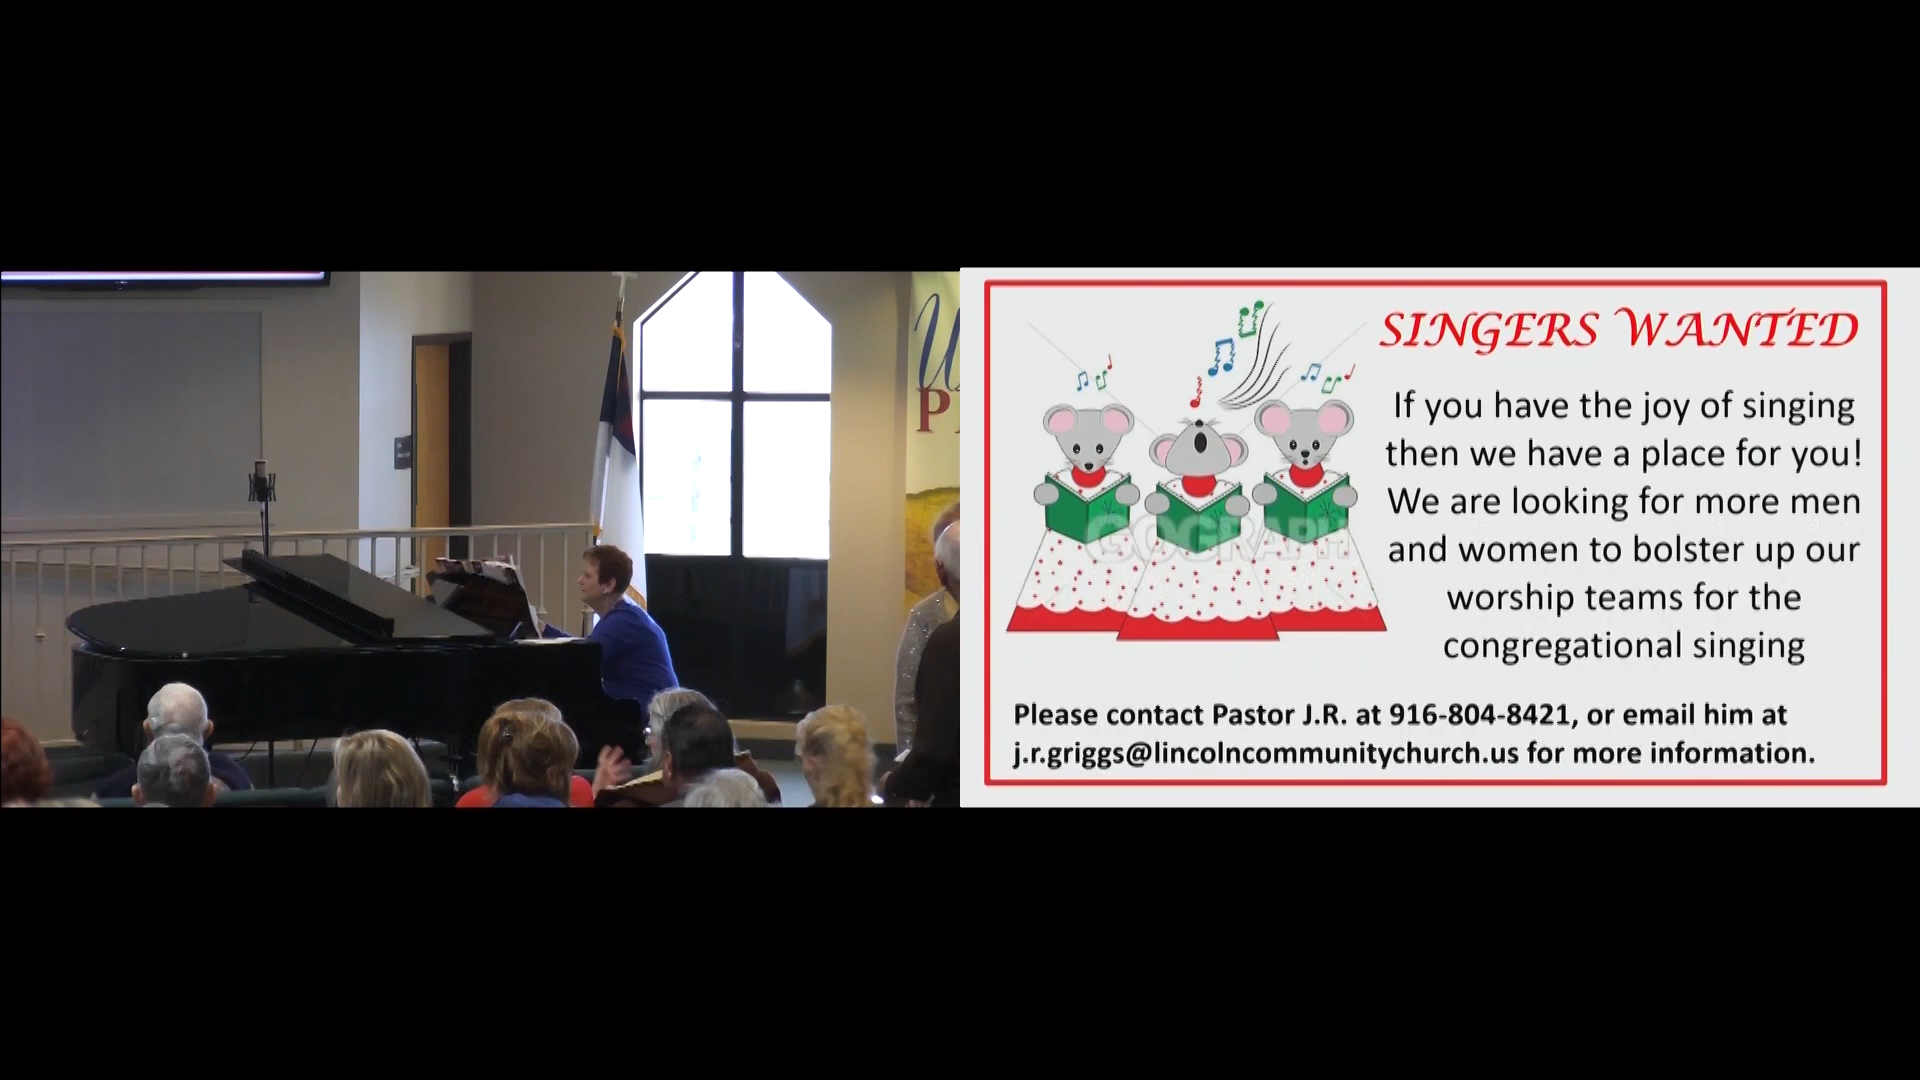 SINGERS WANTED
If you have the joy of singing
then we have a place for you!
We are looking for more men
and women to bolster up our
worship teams for the
congregational singing
GOGRAPH
Please contact Pastor J.R. at 916-804-8421, or email him at
j.r.griggs@lincolncommunitychurch.us for more information.